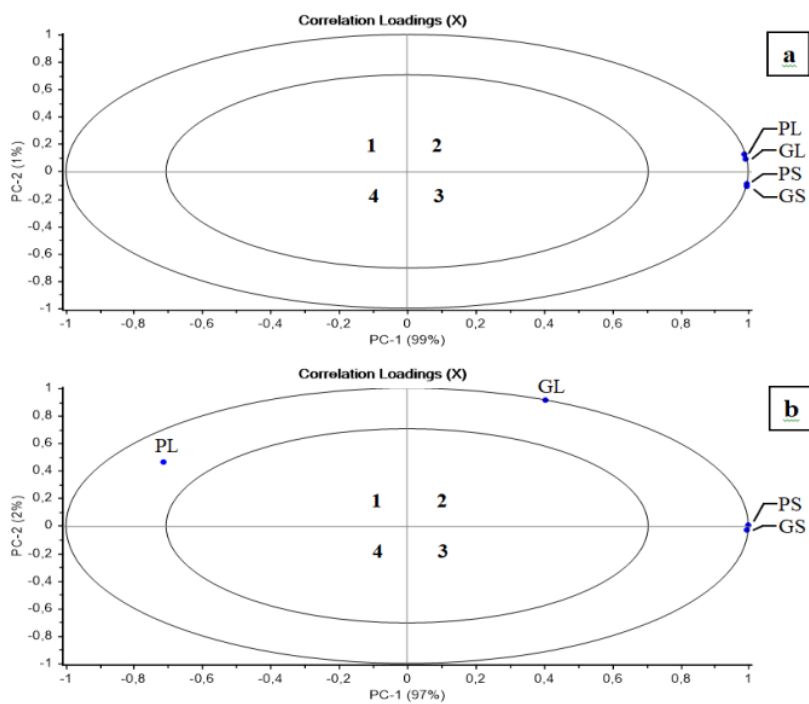 Correlation Loadings (X)
a
1
0,8
0,6
0,4
0,2
0
-0,2
-0,4
-0,6
-0,8
-1
PC-2 (1%)
1 2
4 3
PL
GL
PS
GS
-1 -0,8 -0,6 -0,4 -0,2 0 0,2 0,4 0,6 0,8 1
PC-1 (99%)
Correlation Loadings (X)
b
1
0,8
0,6
0,4
0,2
0
-0,2
-0,4
-0,6
-0,8
-1
PC-2 (2%)
GL
PL
1 2
4 3
PS
GS
-1 -0,8 -0,6 -0,4 -0,2 0 0,2 0,4 0,6 0,8 1
PC-1 (97%)